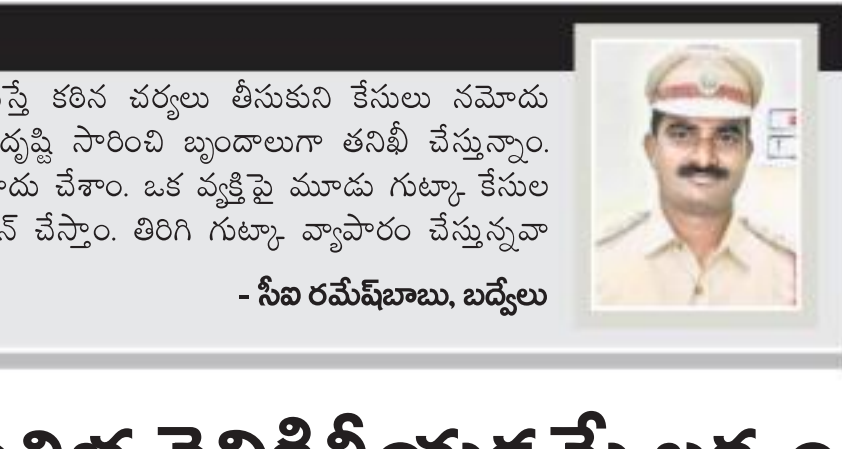 స్తే కఠిన చర్యలు తీసుకుని కేసులు నమోదు
దృష్టి సారించి బృందాలుగా తనిఖీ చేస్తున్నాం.
దు చేశాం. ఒక వ్యక్తిపై మూడు గుట్కా కేసుల
న్ చేస్తాం. తిరిగి గుట్కా వ్యాపారం చేస్తున్నవా
- సీఐ రమేష్‌బాబు, బద్వేలు